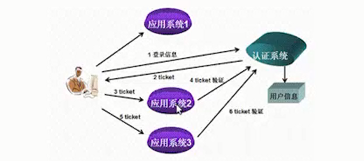 应用系统1
1 登录信息
认证系统
2 ticket
4 ticket 验证
3 ticket
应用系统2
用户信息
5 ticket
6 ticket 验证
应用系统3